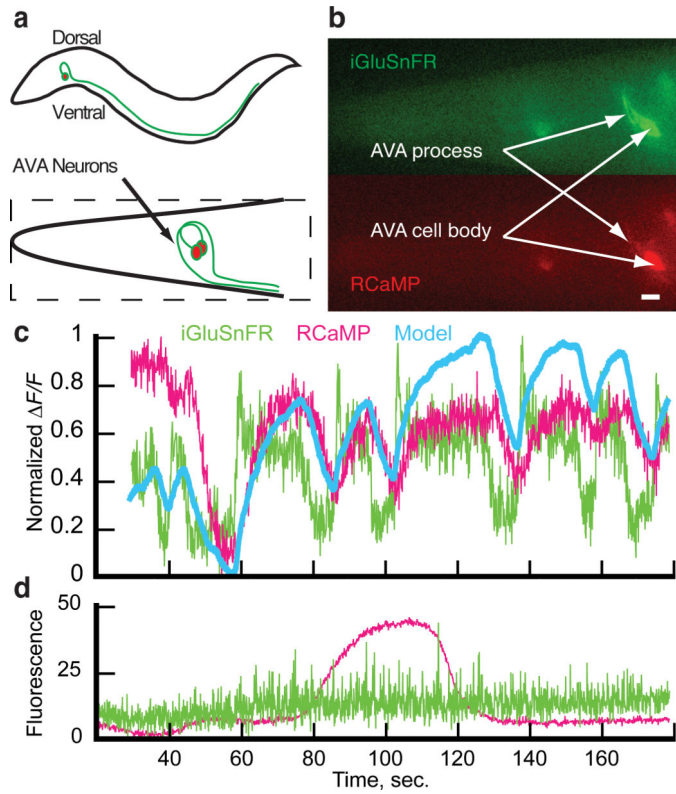 a
Dorsal
Ventral
AVA Neurons
b
iGluSnFR
AVA process
AVA cell body
RCaMP
c
iGluSnFR RCaMP Model
Normalized ΔF/F
1
0.8
0.6
0.4
0.2
0
d
Fluorescence
50
25
0
40 60 80 100 120 140 160
Time, sec.